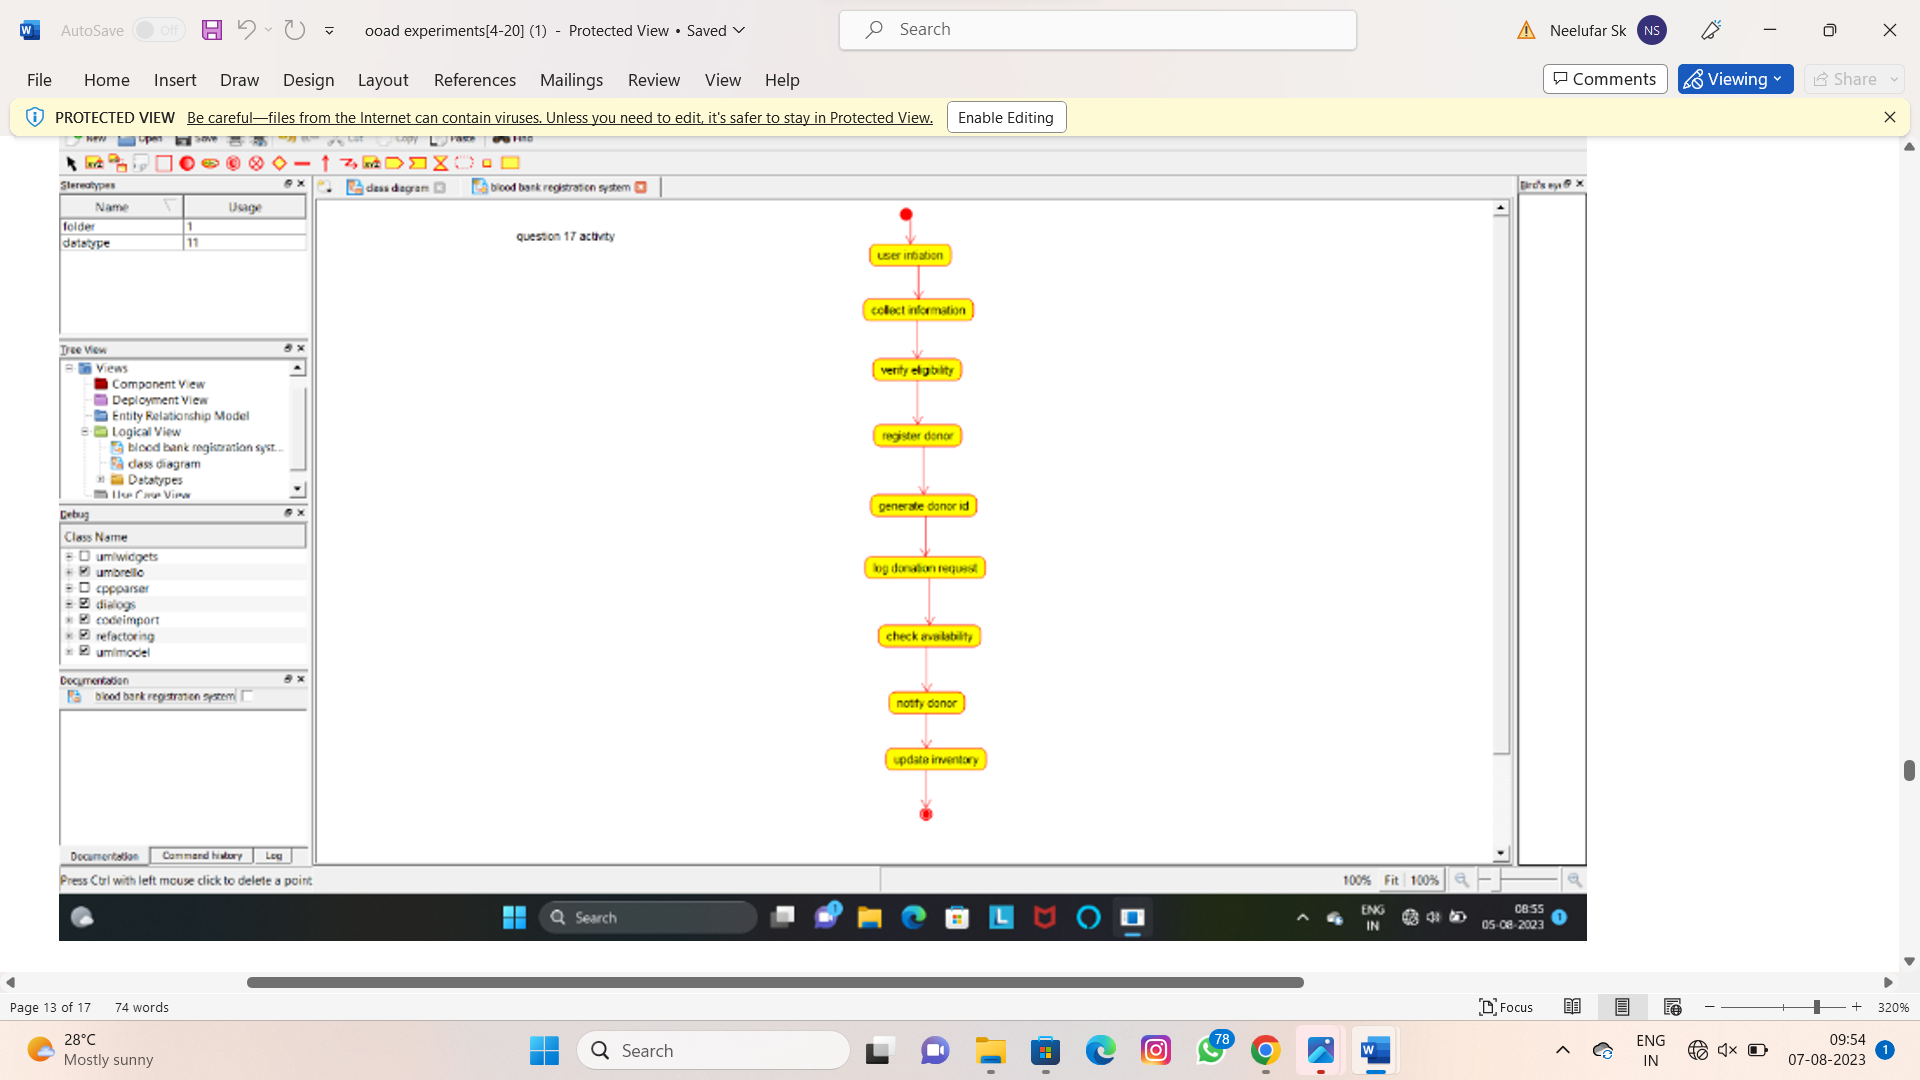 AutoSave Off ooad experiments[4-20] (1) - Protected View • Saved Search Neelufar Sk NS
File Home Insert Draw Design Layout References Mailings Review View Help Comments Viewing Share
PROTECTED VIEW Be careful—files from the Internet can contain viruses. Unless you need to edit, it's safer to stay in Protected View. Enable Editing
New Open Save Cut Copy Paste Find
Stereotypes
Name Usage
folder 1
datatype 11
class diagram
blood bank registration system
Bird's eye
question 17 activity
user intiation
collect information
verify eligibility
register donor
generate donor id
log donation request
check availability
notify donor
update inventory
Tree View
Views
Component View
Deployment View
Entity Relationship Model
Logical View
blood bank registration syst...
class diagram
Datatypes
Use Case View
Debug
Class Name
umlwidgets
umbrello
cppparser
dialogs
codeimport
refactoring
umlmodel
Documentation
blood bank registration system
Documentation Command history Log
Press Ctrl with left mouse click to delete a point 100% Fit 100%
Search ENG IN 08:55 05-08-2023 1
Page 13 of 17 74 words Focus 320%
28°C
Mostly sunny
Search 78 ENG IN 09:54 07-08-2023 1